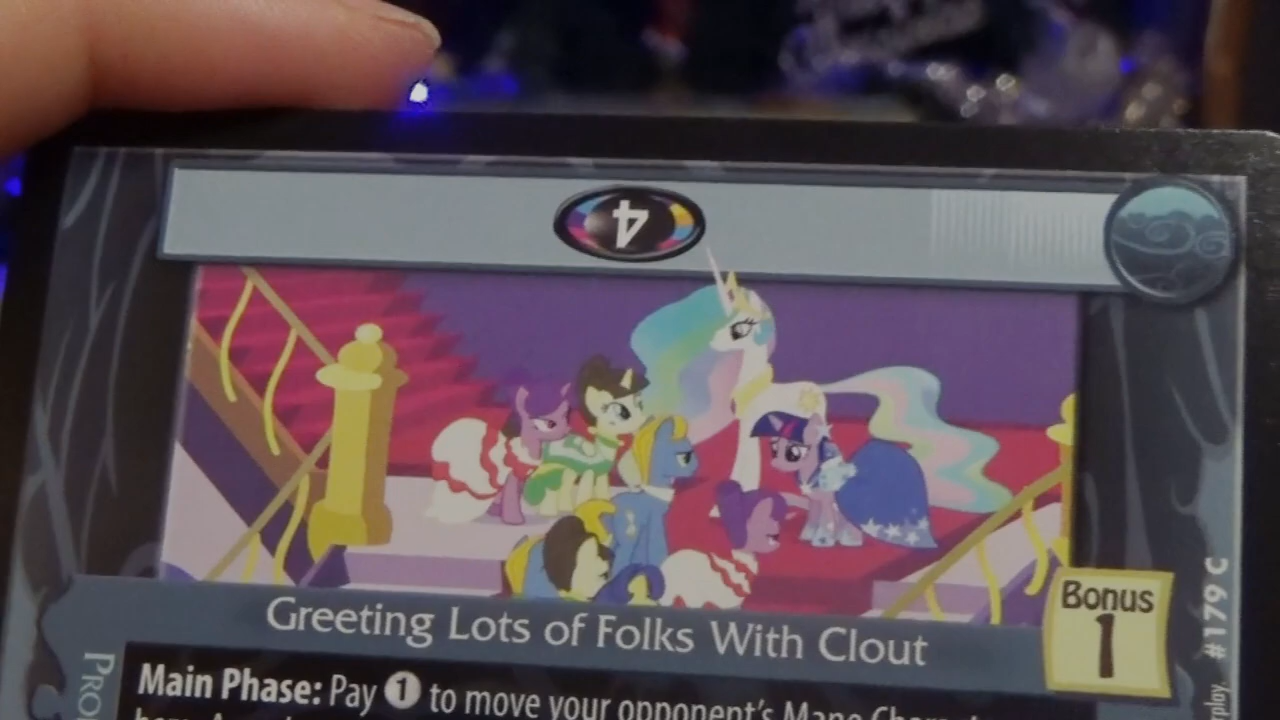 4
Greeting Lots of Folks With Clout
Bonus
1
#179 C
Main Phase: Pay 1 to move your opponent's Mane
play.